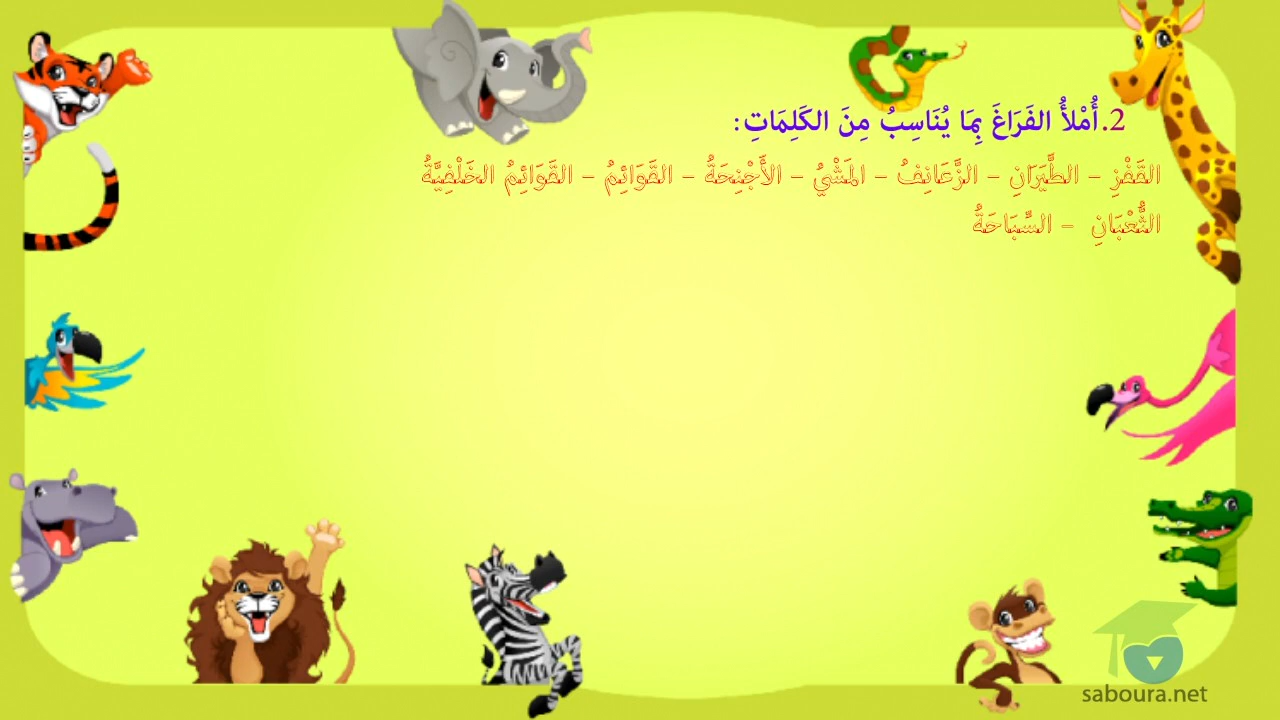 2.أُمْلأُ الفَرَاغَ بِمَا يُنَاسِبُ مِنَ الكَلِمَاتِ:
القَفْزِ – الطَّيَرَانِ – الزَّعَانِفُ – المَشْيُ – الأَجْنِحَةُ – القَوَائِمُ – القَوَائِمُ الخَلْفِيَّةُ
الثُّعْبَانِ – السِّبَاحَةُ
saboura.net